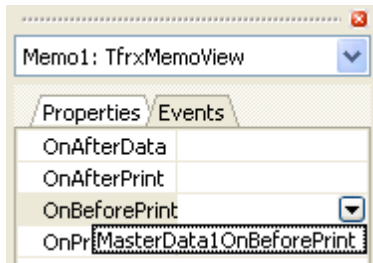 Memo1: TfrxMemoView
Properties Events
OnAfterData
OnAfterPrint
OnBeforePrint
OnPr MasterData1OnBeforePrint